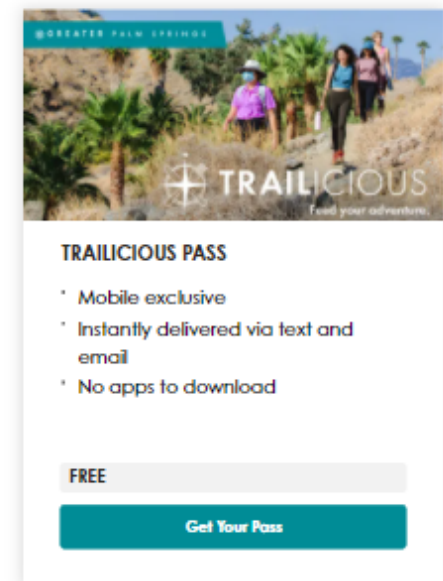 @GREATER PALM SPRINGS
TRAILICIOUS
Feed your adventure.
TRAILICIOUS PASS
* Mobile exclusive
* Instantly delivered via text and
email
* No apps to download
FREE
Get Your Pass